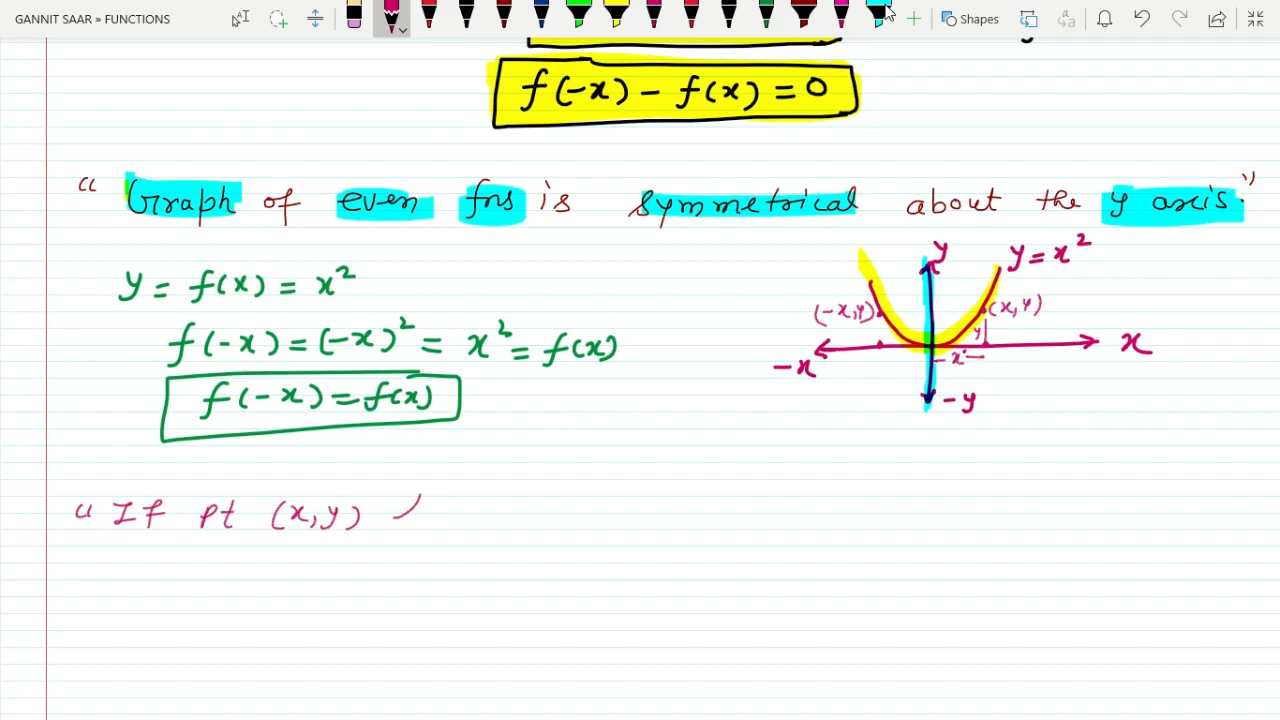 GANNIT SAAR » FUNCTIONS
Shapes
f(-x) - f(x) = 0
“ Graph of even fns is symmetrical about the y axis.”
y = f(x) = x²
f(-x) = (-x)² = x² = f(x)
f(-x) = f(x)
y
y = x²
(-x, y)
(x, y)
y
-x
x
x
-y
“ If pt (x, y)